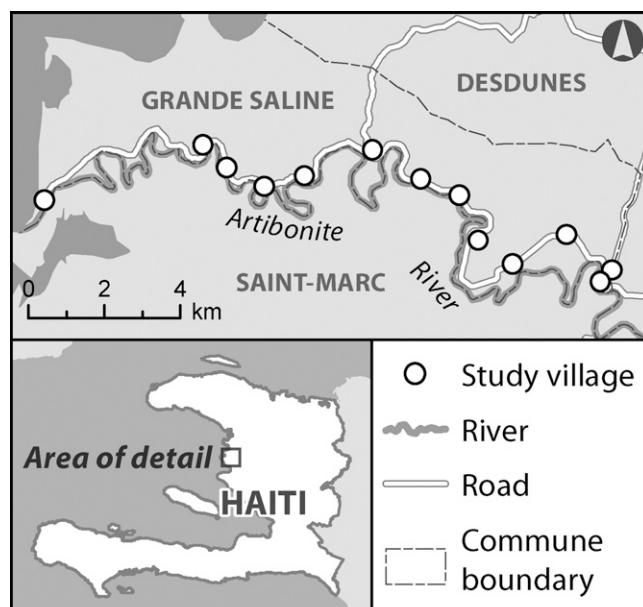 DESDUNES
GRANDE SALINE
Artibonite
River
SAINT-MARC
0 2 4
km
Area of detail
HAITI
Study village
River
Road
Commune
boundary